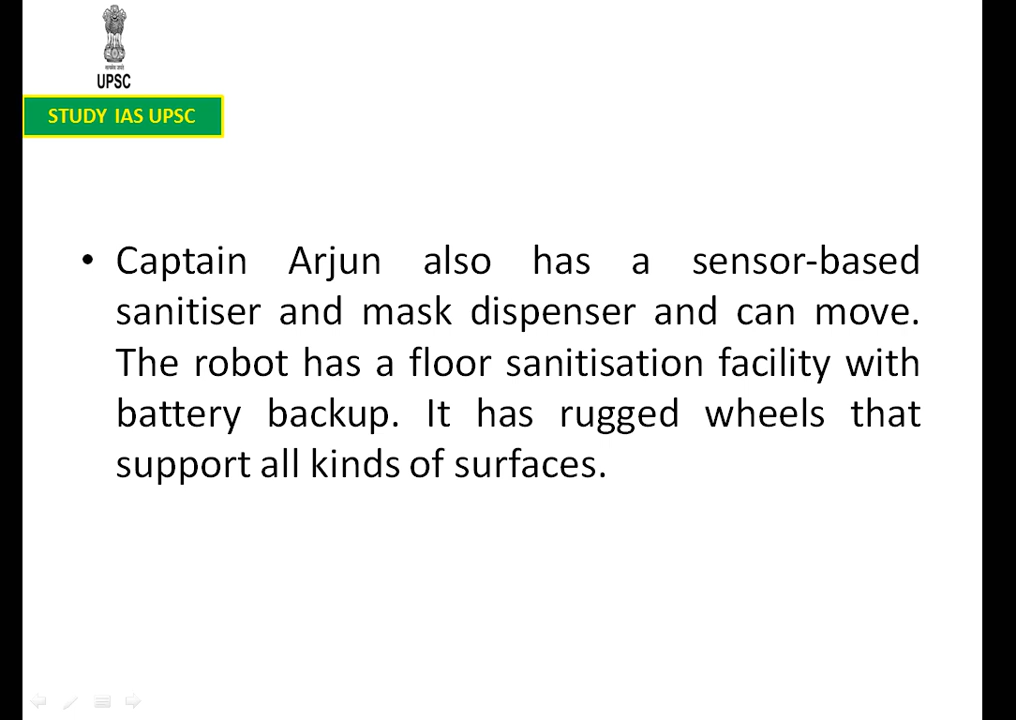 UPSC
STUDY IAS UPSC
• Captain Arjun also has a sensor-based
sanitiser and mask dispenser and can move.
The robot has a floor sanitisation facility with
battery backup. It has rugged wheels that
support all kinds of surfaces.